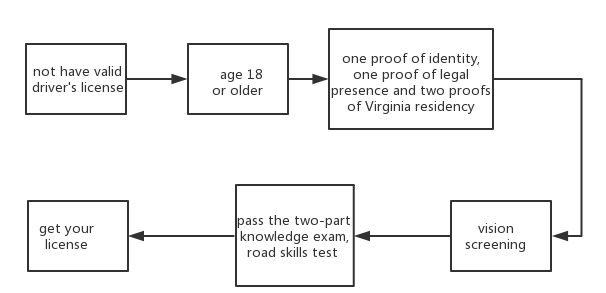 not have valid
driver's license
age 18
or older
one proof of identity,
one proof of legal
presence and two proofs
of Virginia residency
vision
screening
pass the two-part
knowledge exam,
road skills test
get your
license